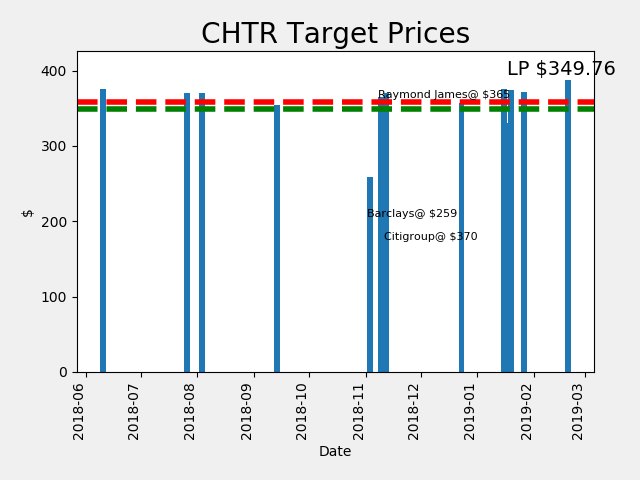 CHTR Target Prices
LP $349.76
Raymond James@ $365
Barclays@ $259
Citigroup@ $370
$
400
300
200
100
0
2018-06
2018-07
2018-08
2018-09
2018-10
2018-11
2018-12
2019-01
2019-02
2019-03
Date